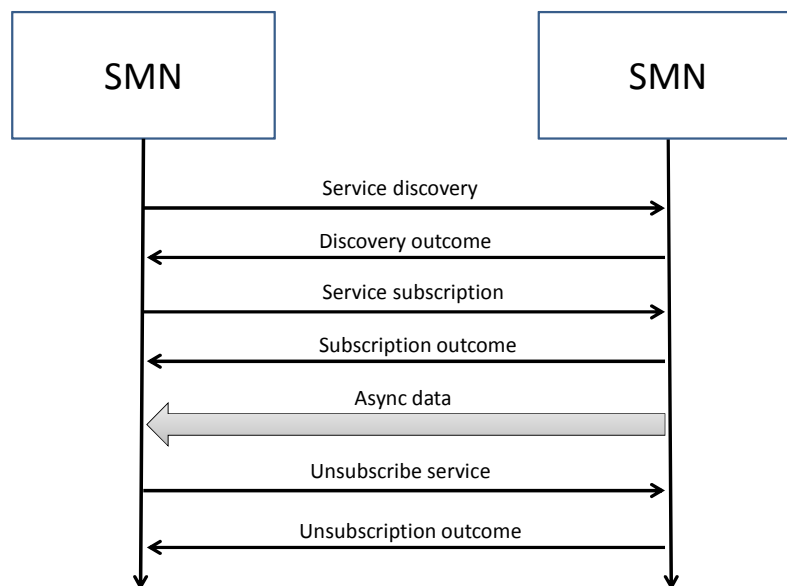 SMN
SMN
Service discovery
Discovery outcome
Service subscription
Subscription outcome
Async data
Unsubscribe service
Unsubscription outcome